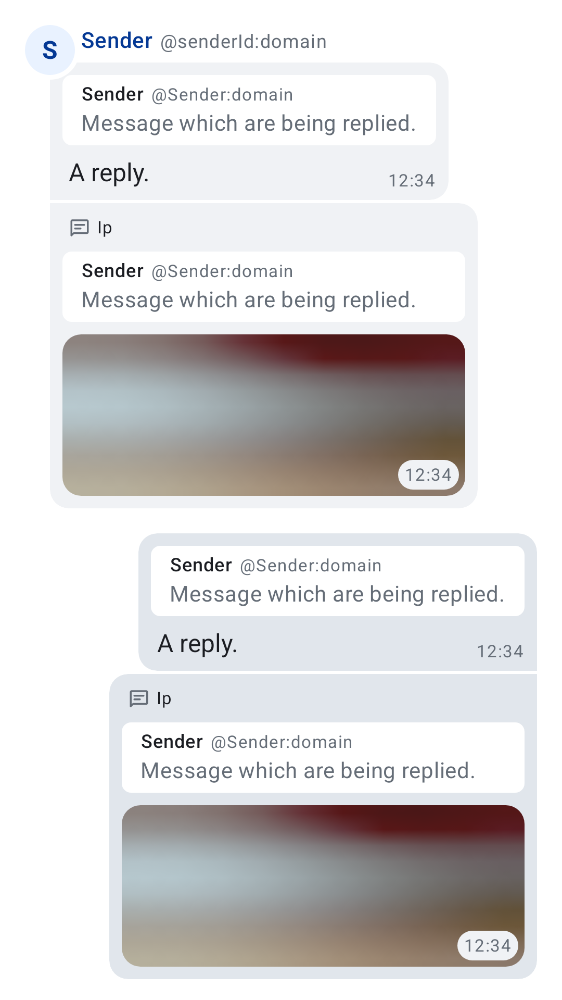 S
Sender @senderId:domain
Sender @Sender:domain
Message which are being replied.
A reply.
12:34
Ip
Sender @Sender:domain
Message which are being replied.
12:34
Sender @Sender:domain
Message which are being replied.
A reply.
12:34
Ip
Sender @Sender:domain
Message which are being replied.
12:34